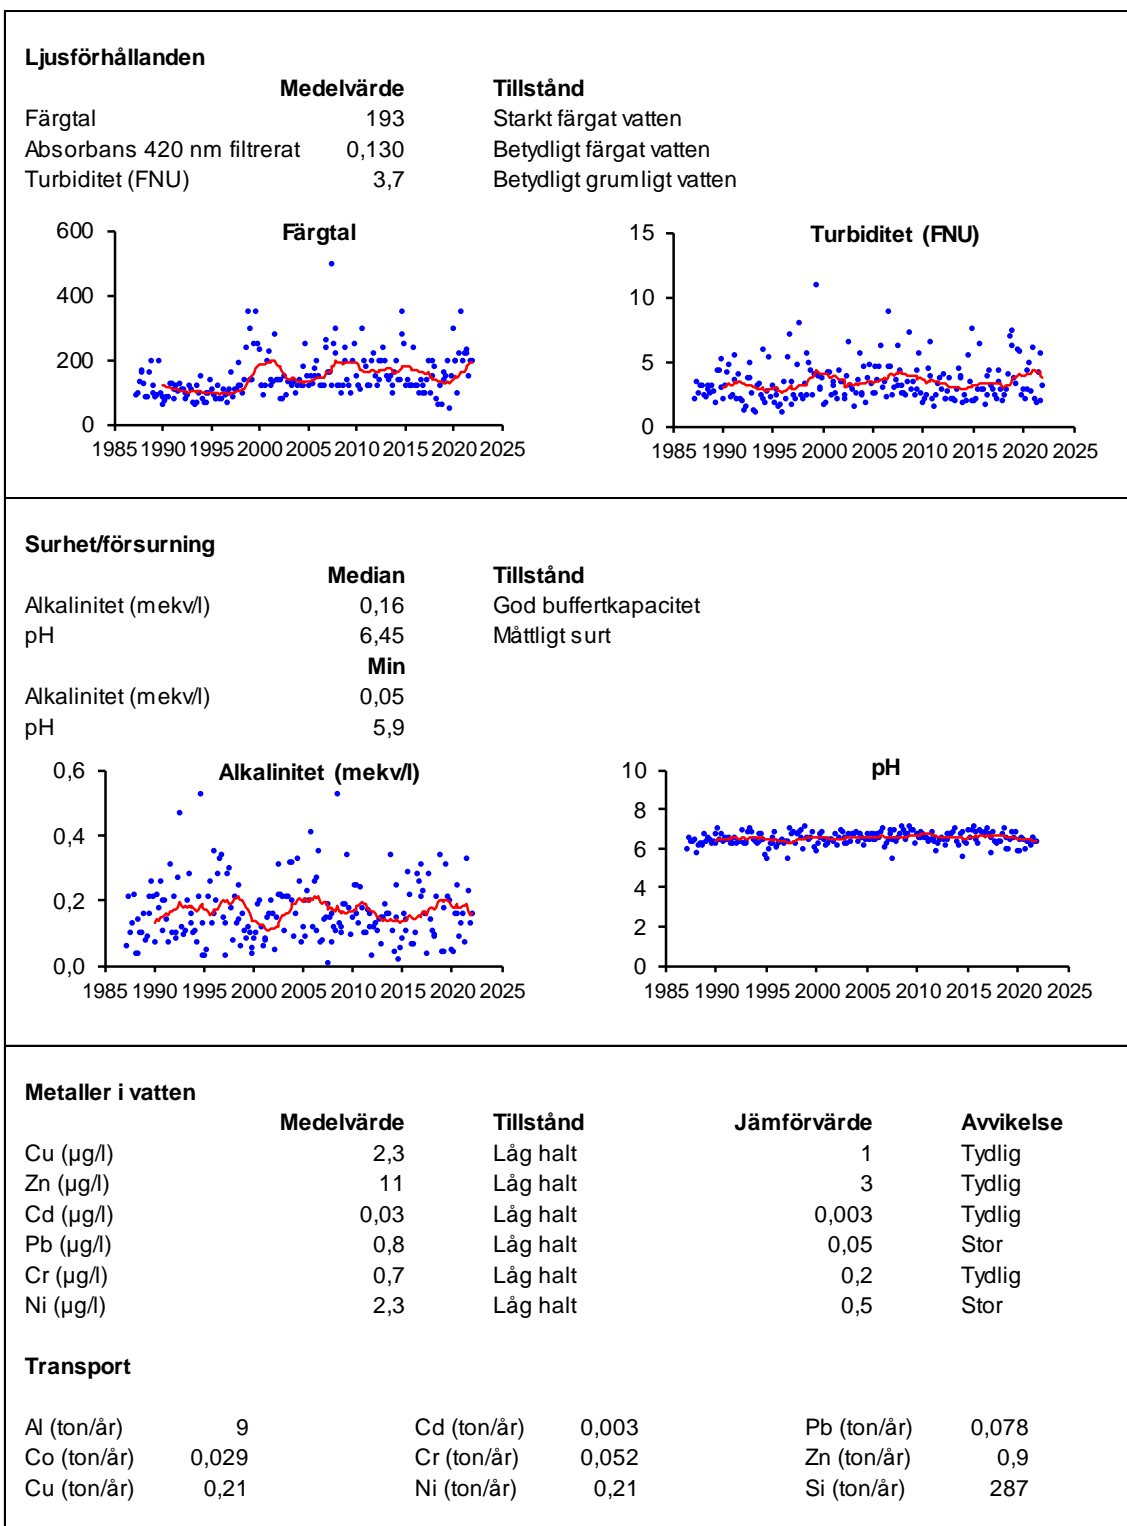 Ljusförhållanden
Medelvärde Tillstånd
Färgtal 193 Starkt färgat vatten
Absorbans 420 nm filtrerat 0,130 Betydligt färgat vatten
Turbiditet (FNU) 3,7 Betydligt grumligt vatten
Färgtal
600
400
200
0
1985 1990 1995 2000 2005 2010 2015 2020 2025
Turbiditet (FNU)
15
10
5
0
1985 1990 1995 2000 2005 2010 2015 2020 2025
Surhet/försurning
Median Tillstånd
Alkalinitet (mekv/l) 0,16 God buffertkapacitet
pH 6,45 Måttligt surt
Min
Alkalinitet (mekv/l) 0,05
pH 5,9
Alkalinitet (mekv/l)
0,6
0,4
0,2
0,0
1985 1990 1995 2000 2005 2010 2015 2020 2025
pH
10
8
6
4
2
0
1985 1990 1995 2000 2005 2010 2015 2020 2025
Metaller i vatten
Medelvärde Tillstånd Jämförvärde Avvikelse
Cu (µg/l) 2,3 Låg halt 1 Tydlig
Zn (µg/l) 11 Låg halt 3 Tydlig
Cd (µg/l) 0,03 Låg halt 0,003 Tydlig
Pb (µg/l) 0,8 Låg halt 0,05 Stor
Cr (µg/l) 0,7 Låg halt 0,2 Tydlig
Ni (µg/l) 2,3 Låg halt 0,5 Stor
Transport
Al (ton/år) 9 Cd (ton/år) 0,003 Pb (ton/år) 0,078
Co (ton/år) 0,029 Cr (ton/år) 0,052 Zn (ton/år) 0,9
Cu (ton/år) 0,21 Ni (ton/år) 0,21 Si (ton/år) 287